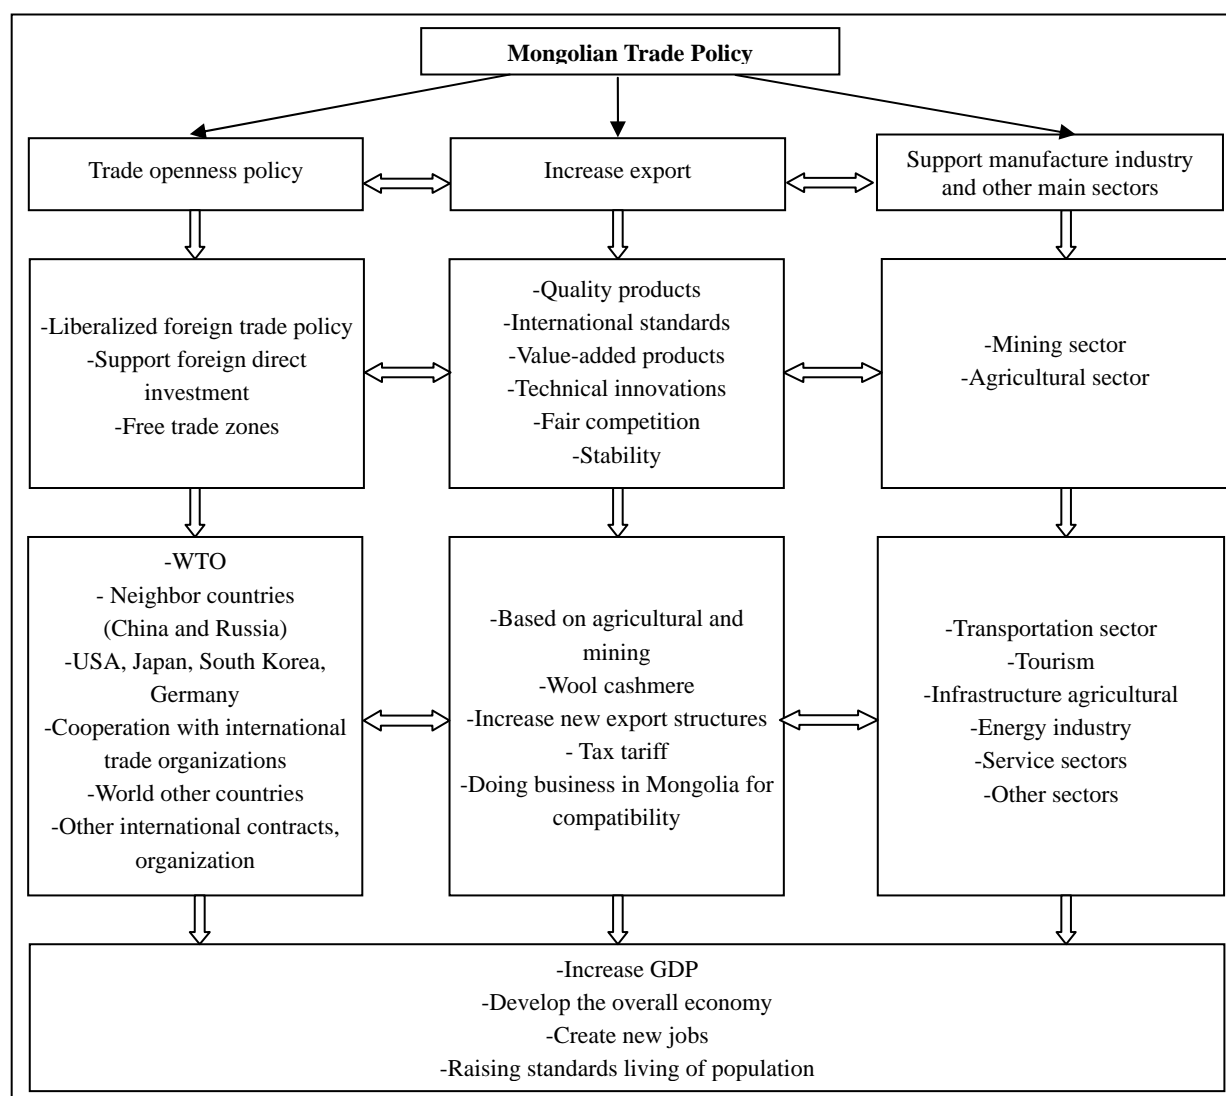 Mongolian Trade Policy
Trade openness policy
Increase export
Support manufacture industry
and other main sectors
-Liberalized foreign trade policy
-Support foreign direct
investment
-Free trade zones
-Quality products
-International standards
-Value-added products
-Technical innovations
-Fair competition
-Stability
-Mining sector
-Agricultural sector
-WTO
- Neighbor countries
(China and Russia)
-USA, Japan, South Korea,
Germany
-Cooperation with international
trade organizations
-World other countries
-Other international contracts,
organization
-Based on agricultural and
mining
-Wool cashmere
-Increase new export structures
- Tax tariff
-Doing business in Mongolia for
compatibility
-Transportation sector
-Tourism
-Infrastructure agricultural
-Energy industry
-Service sectors
-Other sectors
-Increase GDP
-Develop the overall economy
-Create new jobs
-Raising standards living of population